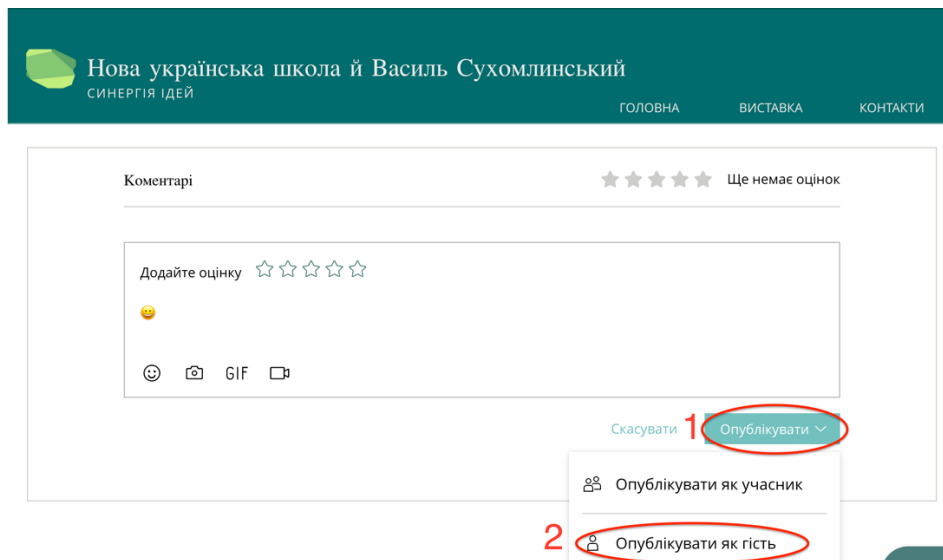 Нова українська школа й Василь Сухомлинський
СИНЕРГІЯ ІДЕЙ
ГОЛОВНА ВИСТАВКА КОНТАКТИ
Коментарі Ще немає оцінок
Додайте оцінку
GIF
Скасувати 1 Опублікувати
Опублікувати як учасник
2 Опублікувати як гість